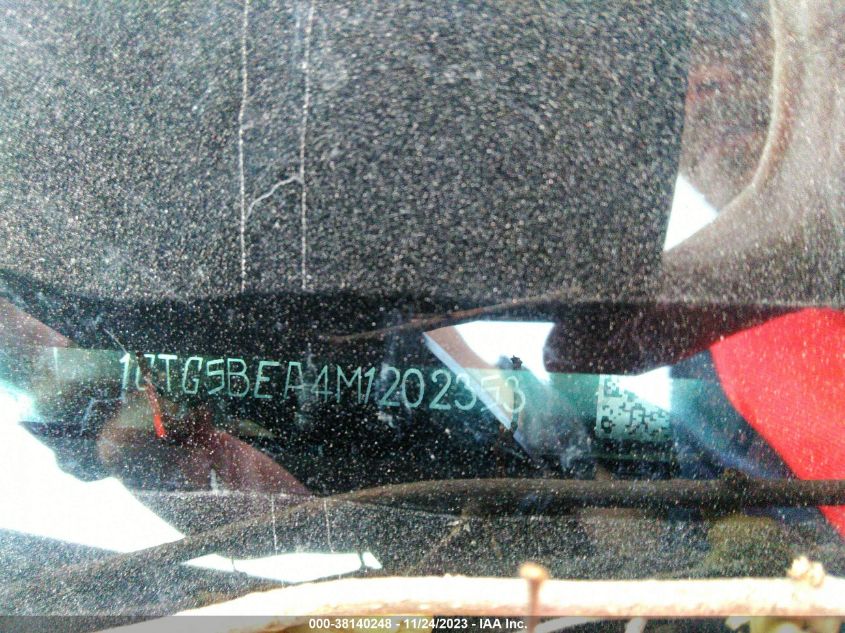 1GTG5BEA4M1202353
000-38140248 - 11/24/2023 - IAA Inc.